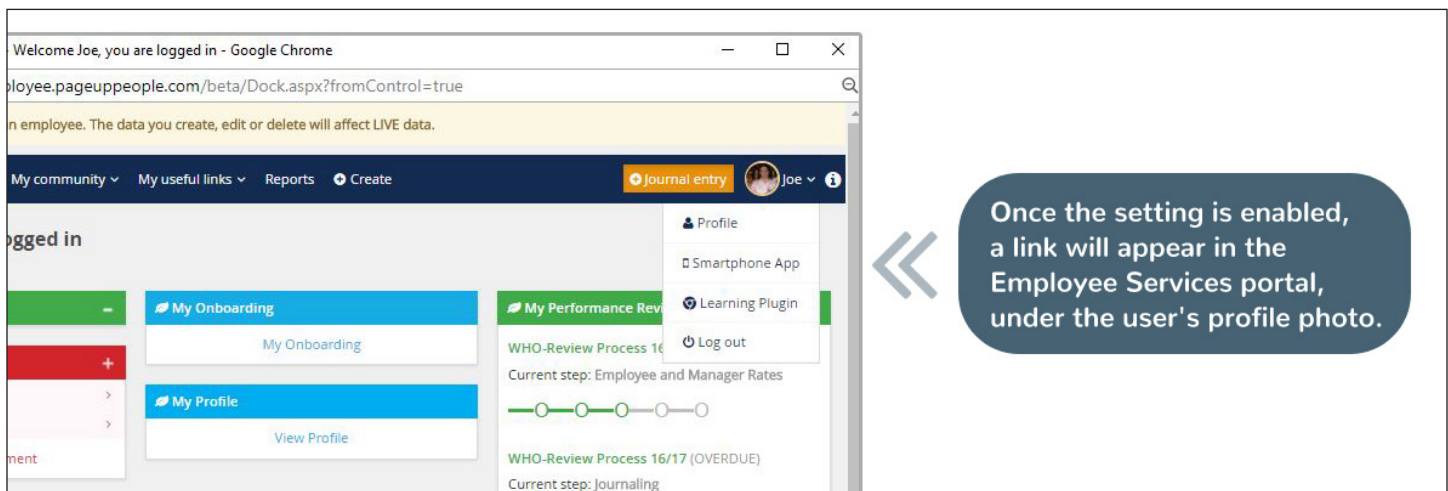 - Welcome Joe, you are logged in - Google Chrome
ployee.pageuppeople.com/beta/Dock.aspx?fromControl=true
n employee. The data you create, edit or delete will affect LIVE data.
My community My useful links Reports Create
Journal entry Joe
ogged in
Profile
Smartphone App
Learning Plugin
Log out
My Onboarding
My Onboarding
My Profile
View Profile
ment
My Performance Revi
WHO-Review Process 16
Current step: Employee and Manager Rates
WHO-Review Process 16/17 (OVERDUE)
Current step: Journaling
Once the setting is enabled,
a link will appear in the
Employee Services portal,
under the user's profile photo.